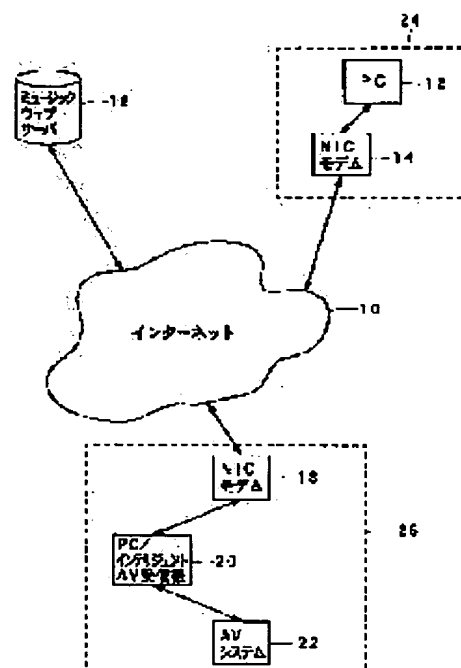 24
ミュージック
ウェブ
サーバ
16
PC
12
NIC
モデム
14
10
インターネット
NIC
モデム
18
26
PC/
インテリジェント
AV受信機
20
AV
システム
22